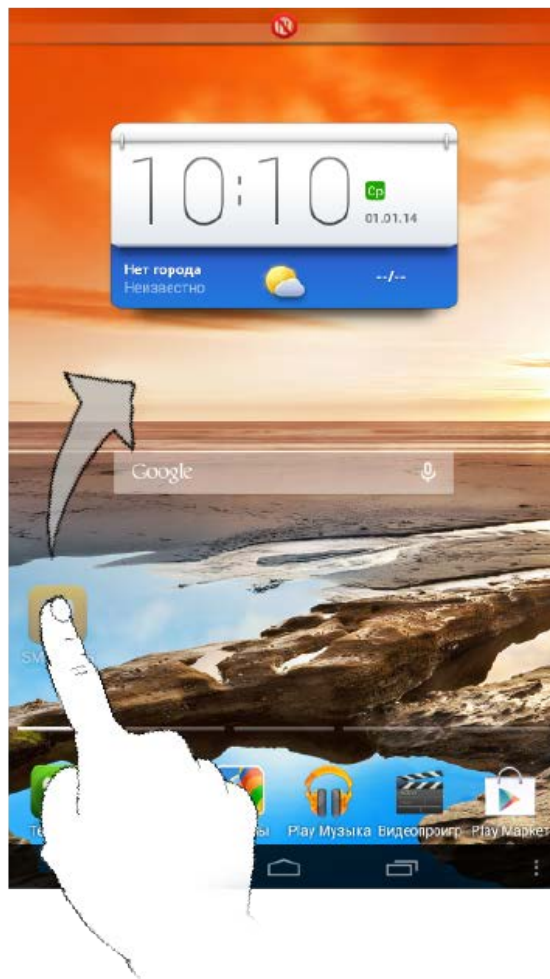 10:10
Ср
01.01.14
Нет города
Неизвестно
--/--
Google
Play Музыка Видеопроигр Play Маркет